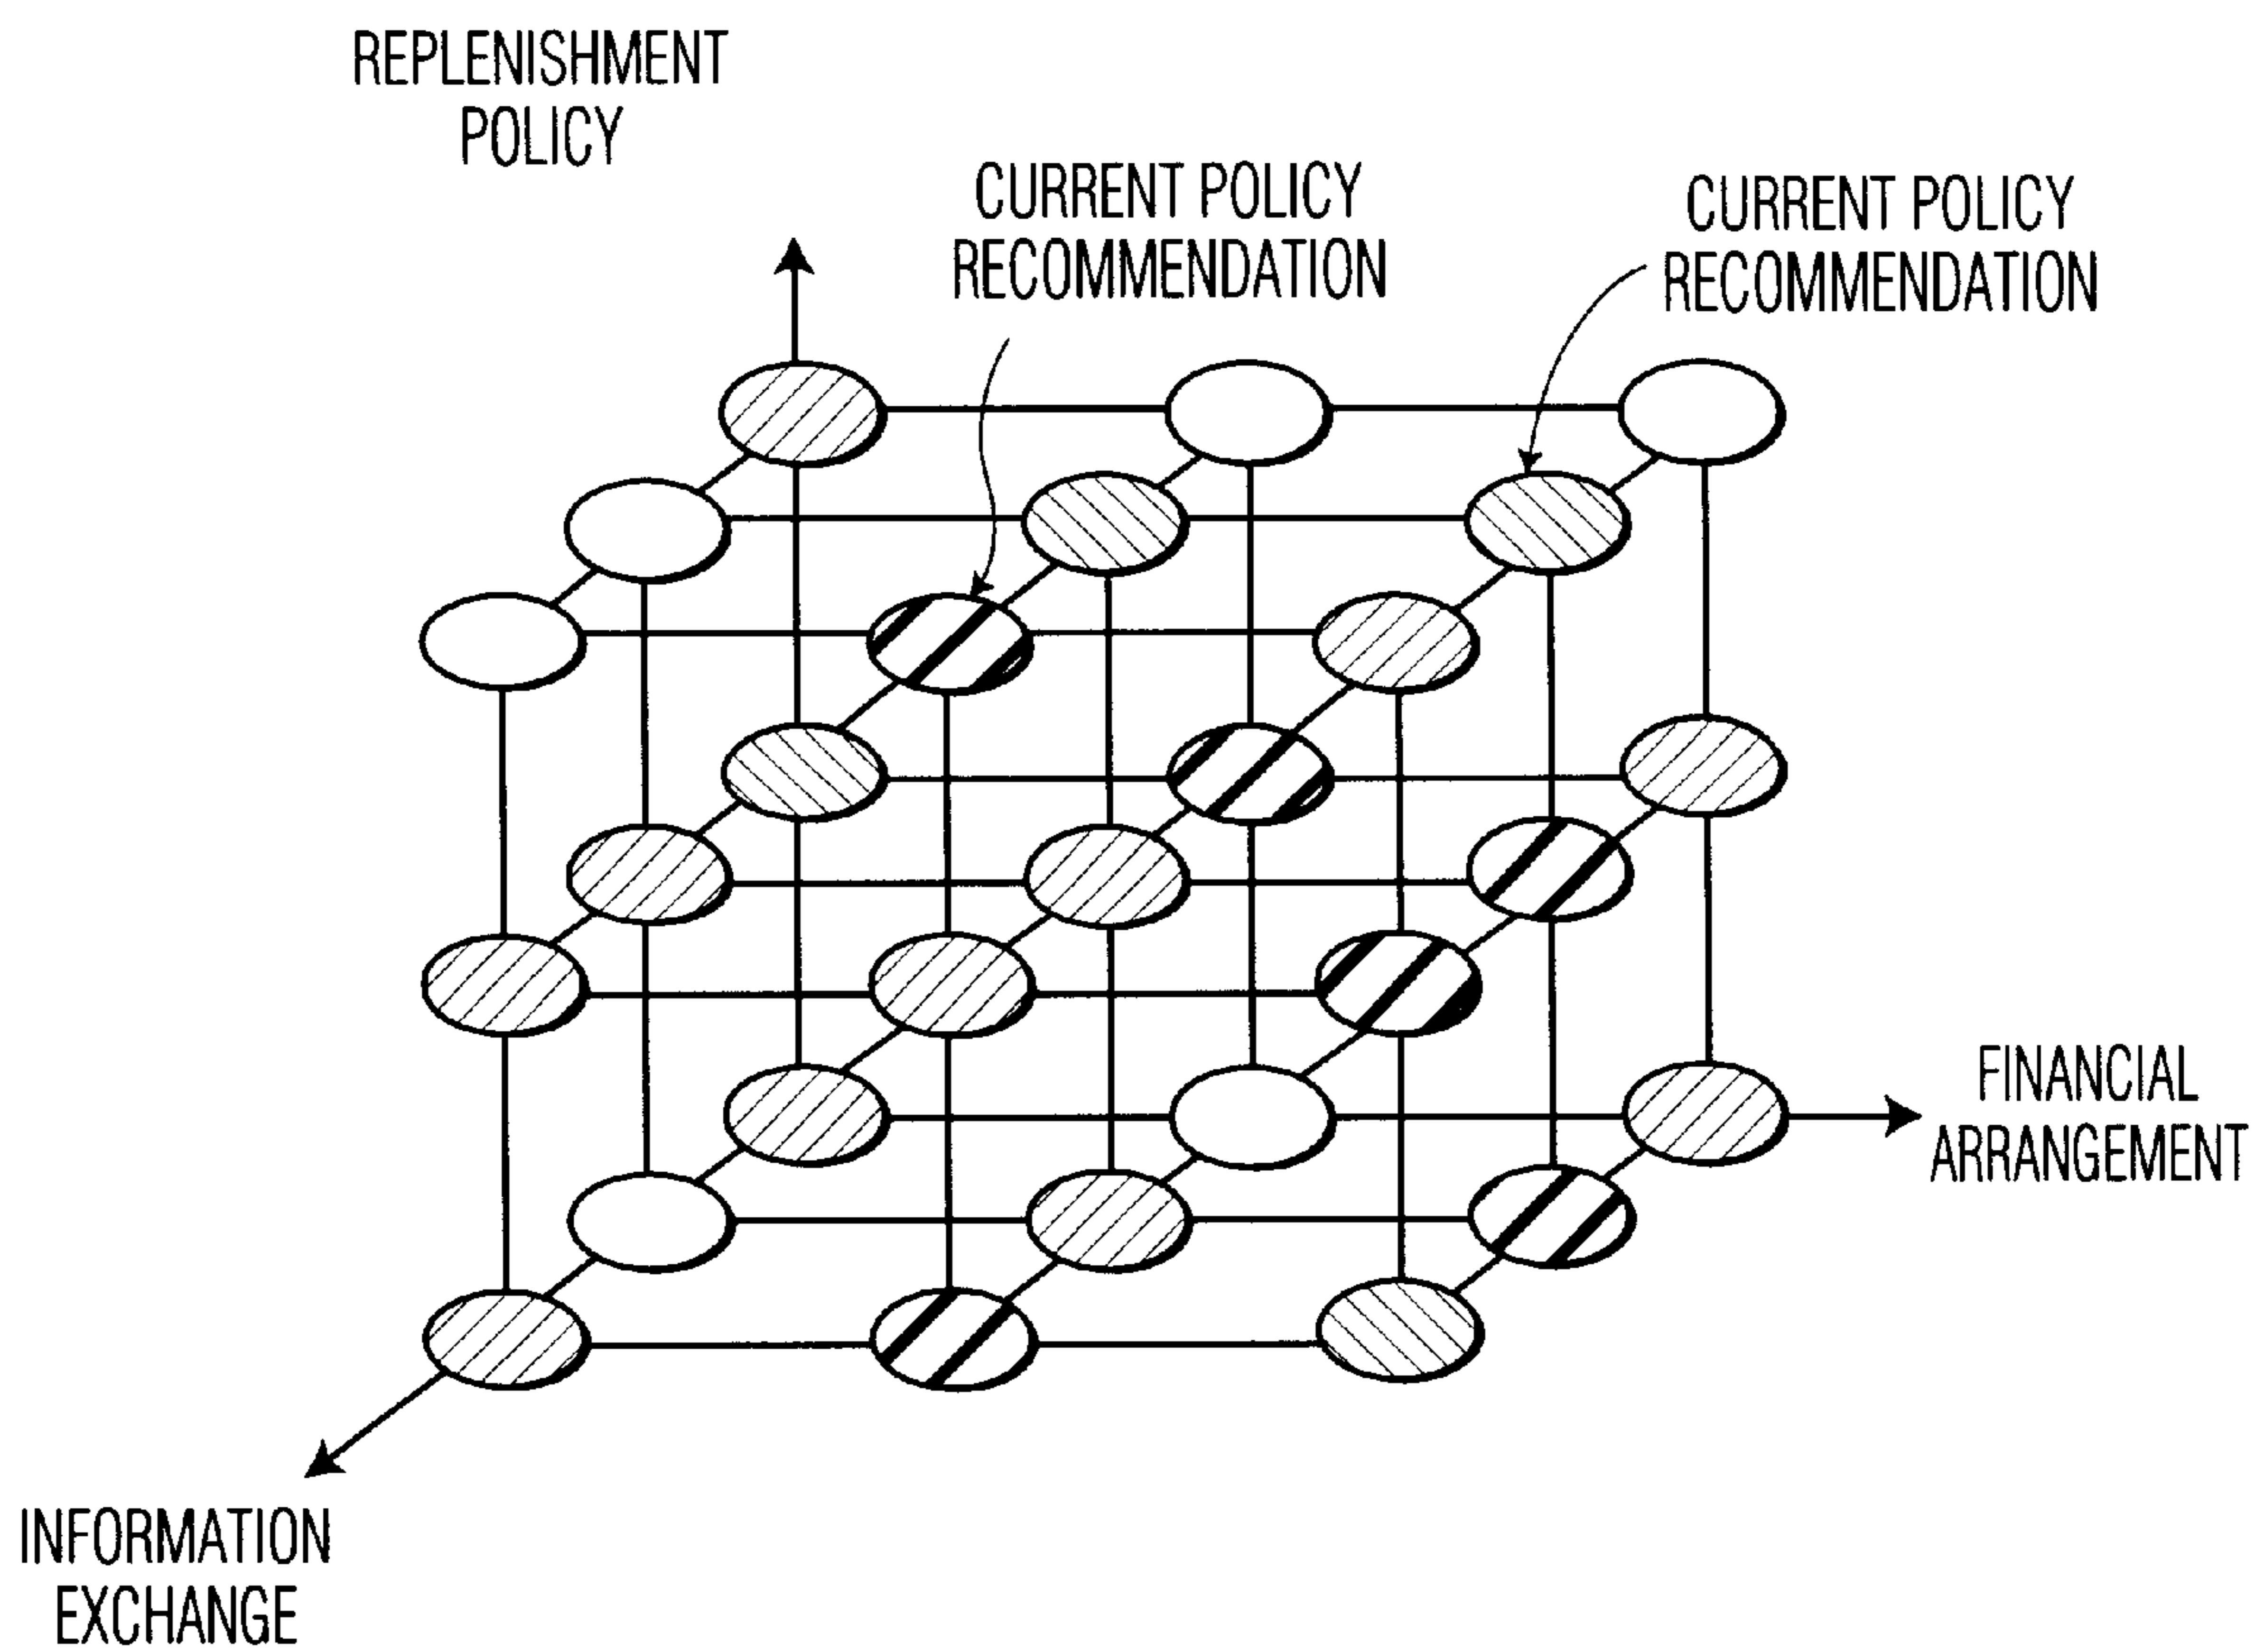 REPLENISHMENT
POLICY
CURRENT POLICY
RECOMMENDATION
CURRENT POLICY
RECOMMENDATION
FINANCIAL
ARRANGEMENT
INFORMATION
EXCHANGE